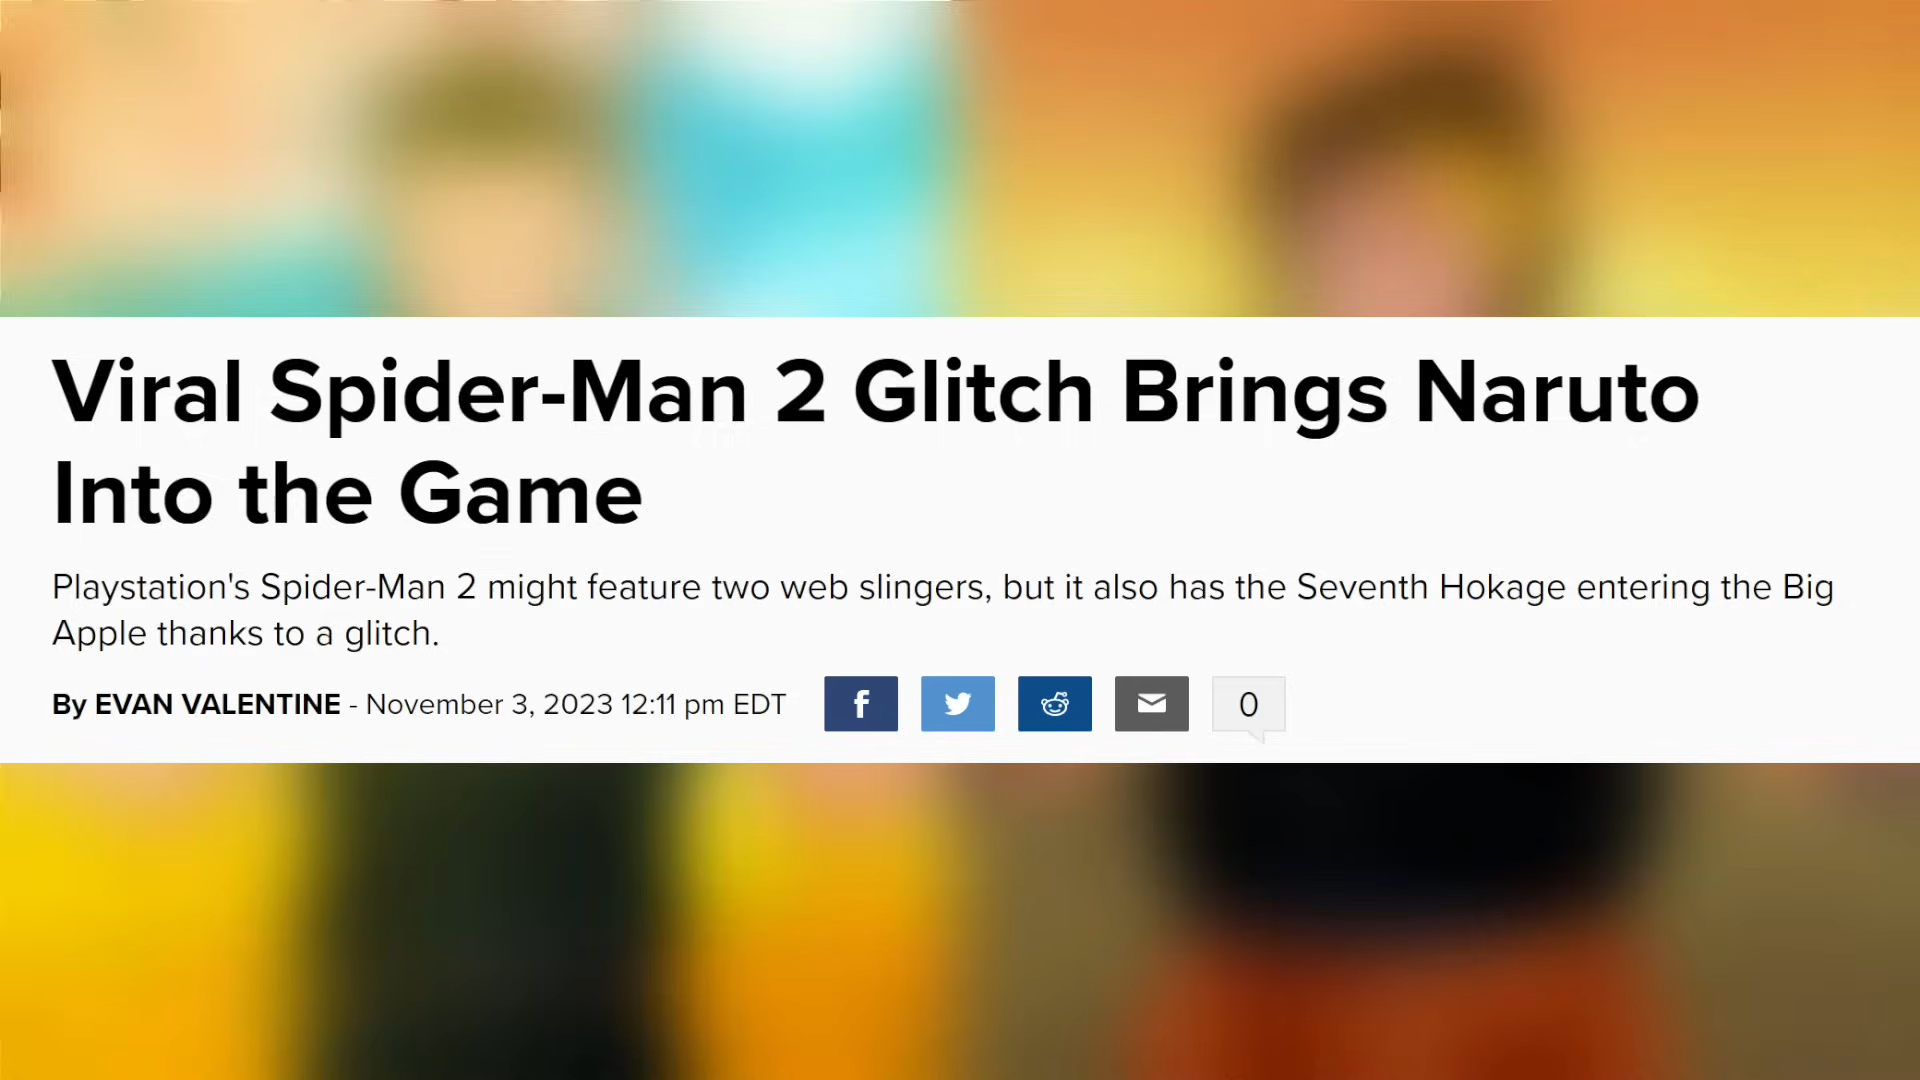 Viral Spider-Man 2 Glitch Brings Naruto
Into the Game
Playstation's Spider-Man 2 might feature two web slingers, but it also has the Seventh Hokage entering the Big
Apple thanks to a glitch.
By EVAN VALENTINE - November 3, 2023 12:11 pm EDT f 0